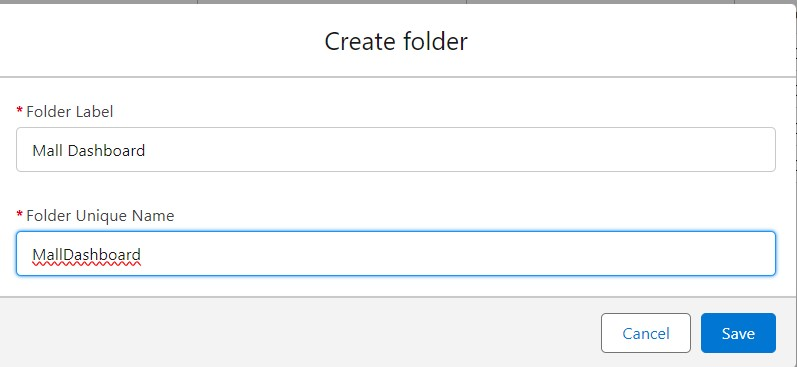 Create folder
* Folder Label
Mall Dashboard
* Folder Unique Name
MallDashboard
Cancel Save